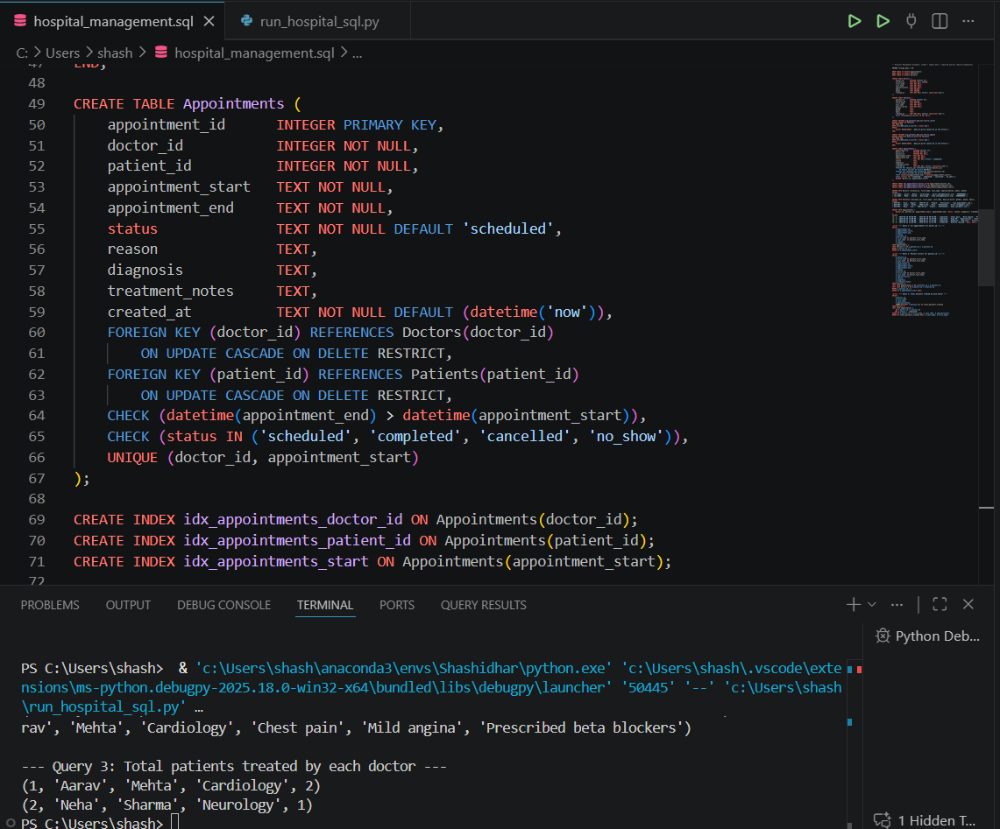 hospital_management.sql
run_hospital_sql.py
C: > Users > shash > hospital_management.sql > ...
47 END;
48
49 CREATE TABLE Appointments (
50 appointment_id INTEGER PRIMARY KEY,
51 doctor_id INTEGER NOT NULL,
52 patient_id INTEGER NOT NULL,
53 appointment_start TEXT NOT NULL,
54 appointment_end TEXT NOT NULL,
55 status TEXT NOT NULL DEFAULT 'scheduled',
56 reason TEXT,
57 diagnosis TEXT,
58 treatment_notes TEXT,
59 created_at TEXT NOT NULL DEFAULT (datetime('now')),
60 FOREIGN KEY (doctor_id) REFERENCES Doctors(doctor_id)
61 ON UPDATE CASCADE ON DELETE RESTRICT,
62 FOREIGN KEY (patient_id) REFERENCES Patients(patient_id)
63 ON UPDATE CASCADE ON DELETE RESTRICT,
64 CHECK (datetime(appointment_end) > datetime(appointment_start)),
65 CHECK (status IN ('scheduled', 'completed', 'cancelled', 'no_show')),
66 UNIQUE (doctor_id, appointment_start)
67 );
68
69 CREATE INDEX idx_appointments_doctor_id ON Appointments(doctor_id);
70 CREATE INDEX idx_appointments_patient_id ON Appointments(patient_id);
71 CREATE INDEX idx_appointments_start ON Appointments(appointment_start);
72
PROBLEMS OUTPUT DEBUG CONSOLE TERMINAL PORTS QUERY RESULTS
Python Deb...
PS C:\Users\shash> & 'c:\Users\shash\anaconda3\envs\Shashidhar\python.exe' 'c:\Users\shash\.vscode\exte
nsions\ms-python.debugpy-2025.18.0-win32-x64\bundled\libs\debugpy\launcher' '50445' '--' 'c:\Users\shash
\run_hospital_sql.py' …
rav', 'Mehta', 'Cardiology', 'Chest pain', 'Mild angina', 'Prescribed beta blockers')
--- Query 3: Total patients treated by each doctor ---
(1, 'Aarav', 'Mehta', 'Cardiology', 2)
(2, 'Neha', 'Sharma', 'Neurology', 1)
PS C:\Users\shash>
1 Hidden T...